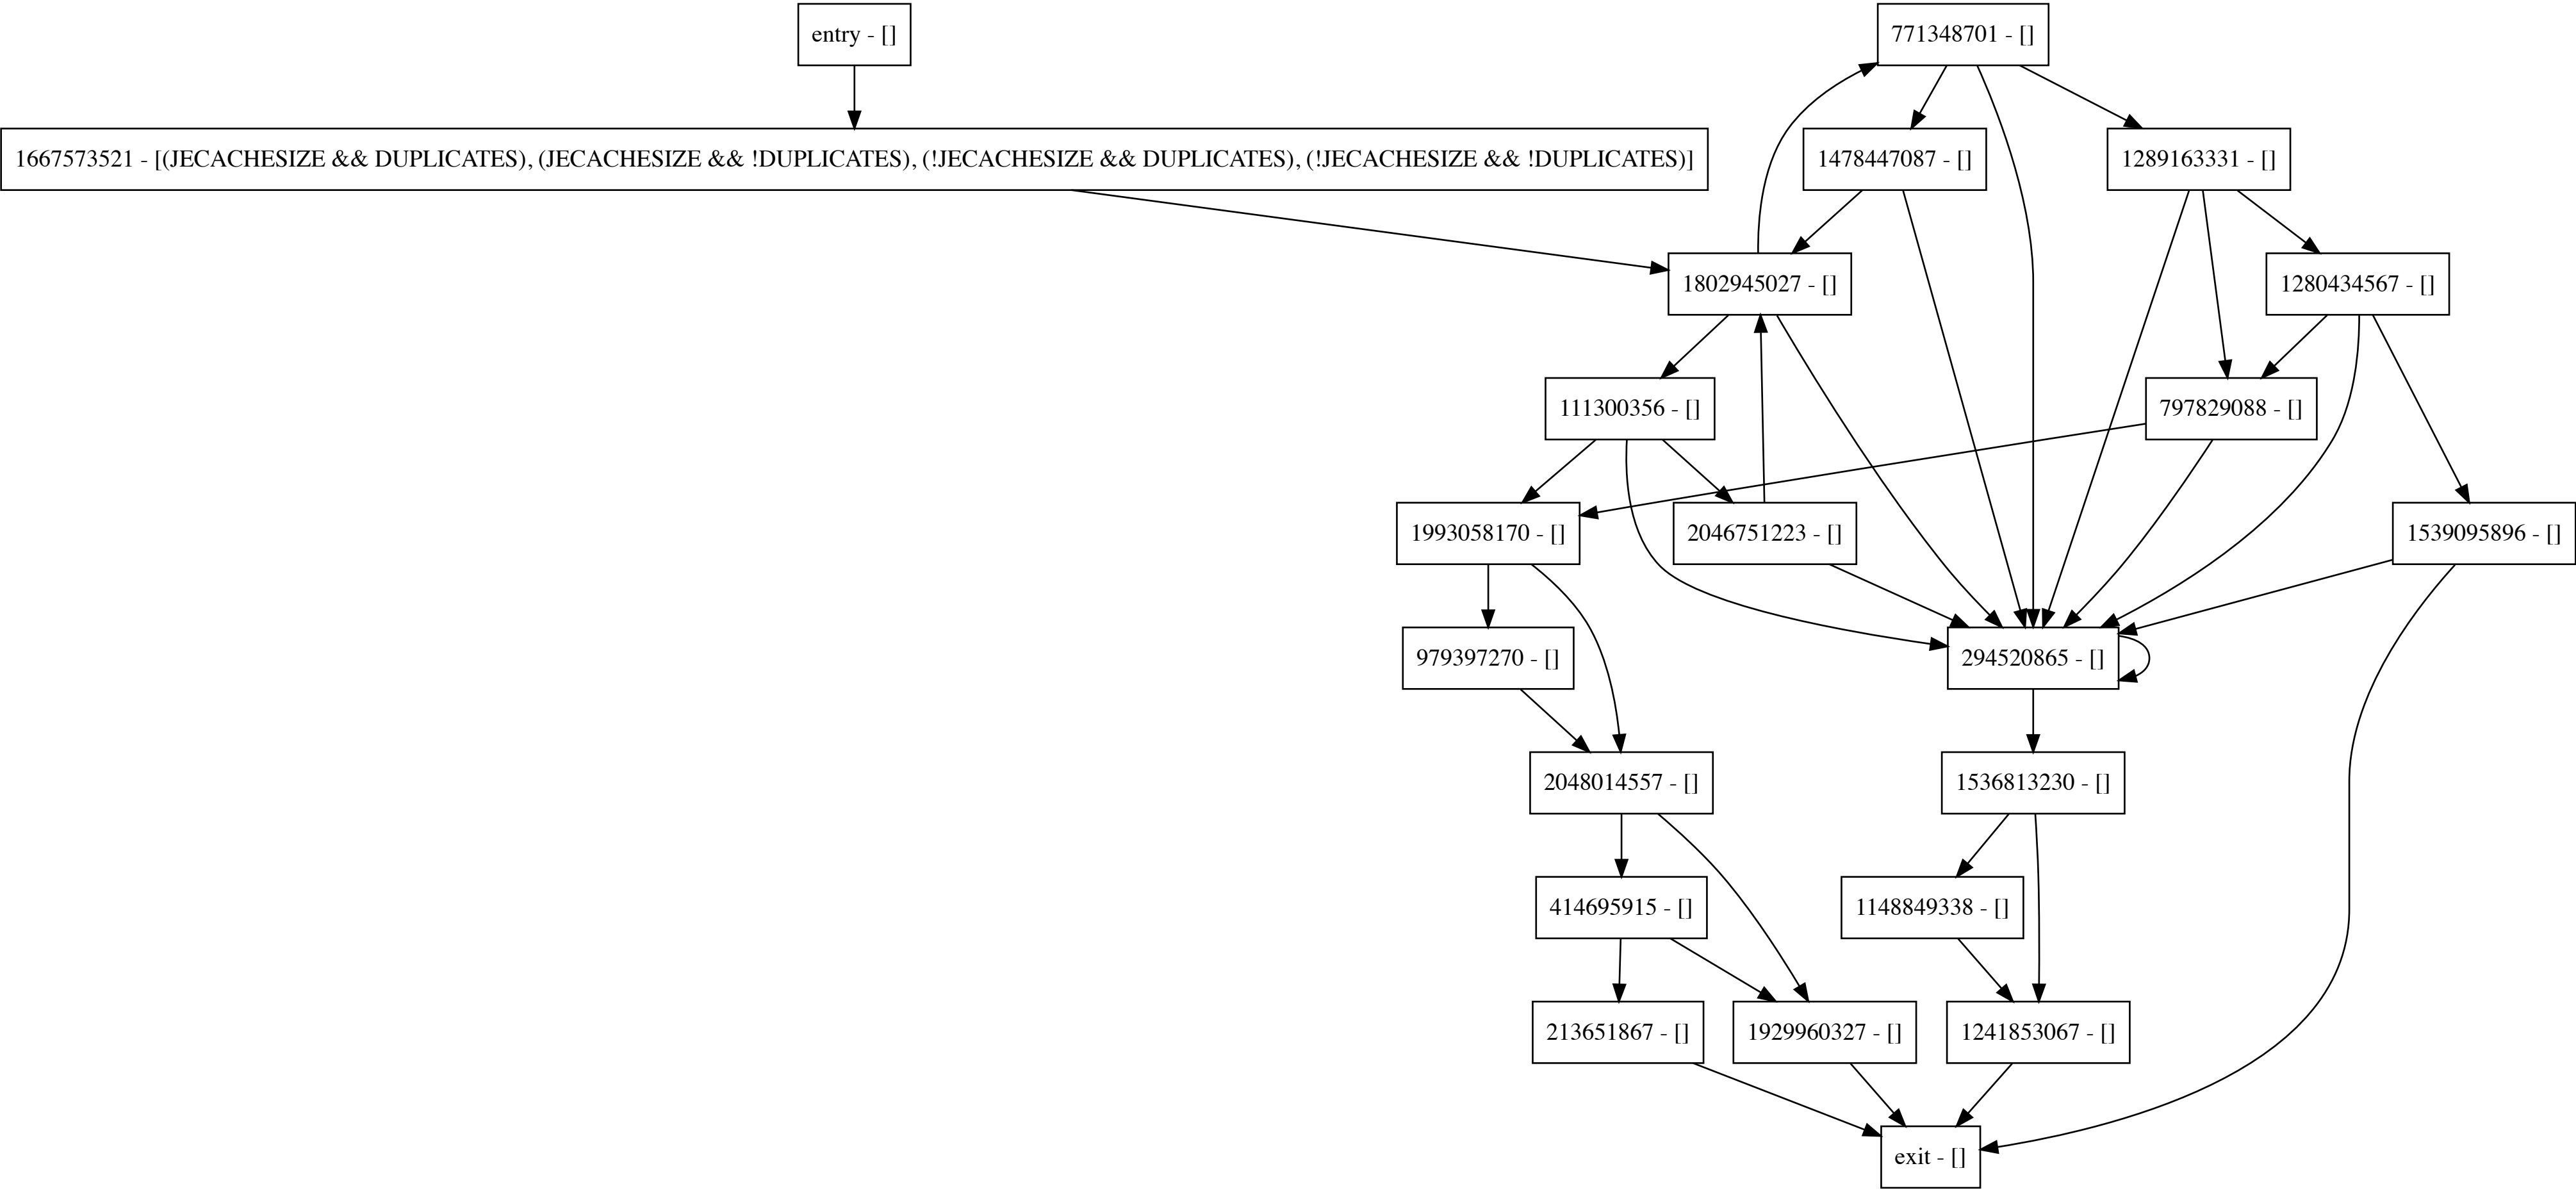 entry - []
771348701 - []
1667573521 - [(JECACHESIZE && DUPLICATES), (JECACHESIZE && !DUPLICATES), (!JECACHESIZE && DUPLICATES), (!JECACHESIZE && !DUPLICATES)]
1478447087 - []
1289163331 - []
1802945027 - []
1280434567 - []
111300356 - []
797829088 - []
1993058170 - []
2046751223 - []
1539095896 - []
979397270 - []
294520865 - []
2048014557 - []
1536813230 - []
414695915 - []
1148849338 - []
213651867 - []
1929960327 - []
1241853067 - []
exit - []